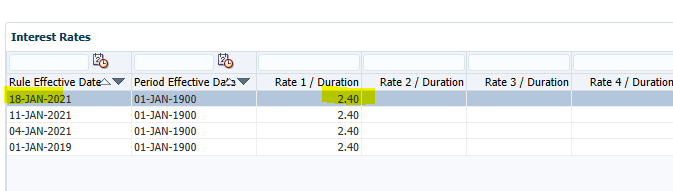 Interest Rates
Rule Effective Date Period Effective Date Rate 1 / Duration Rate 2 / Duration Rate 3 / Duration Rate 4 /
18-JAN-2021 01-JAN-1900 2.40
11-JAN-2021 01-JAN-1900 2.40
04-JAN-2021 01-JAN-1900 2.40
01-JAN-2019 01-JAN-1900 2.40